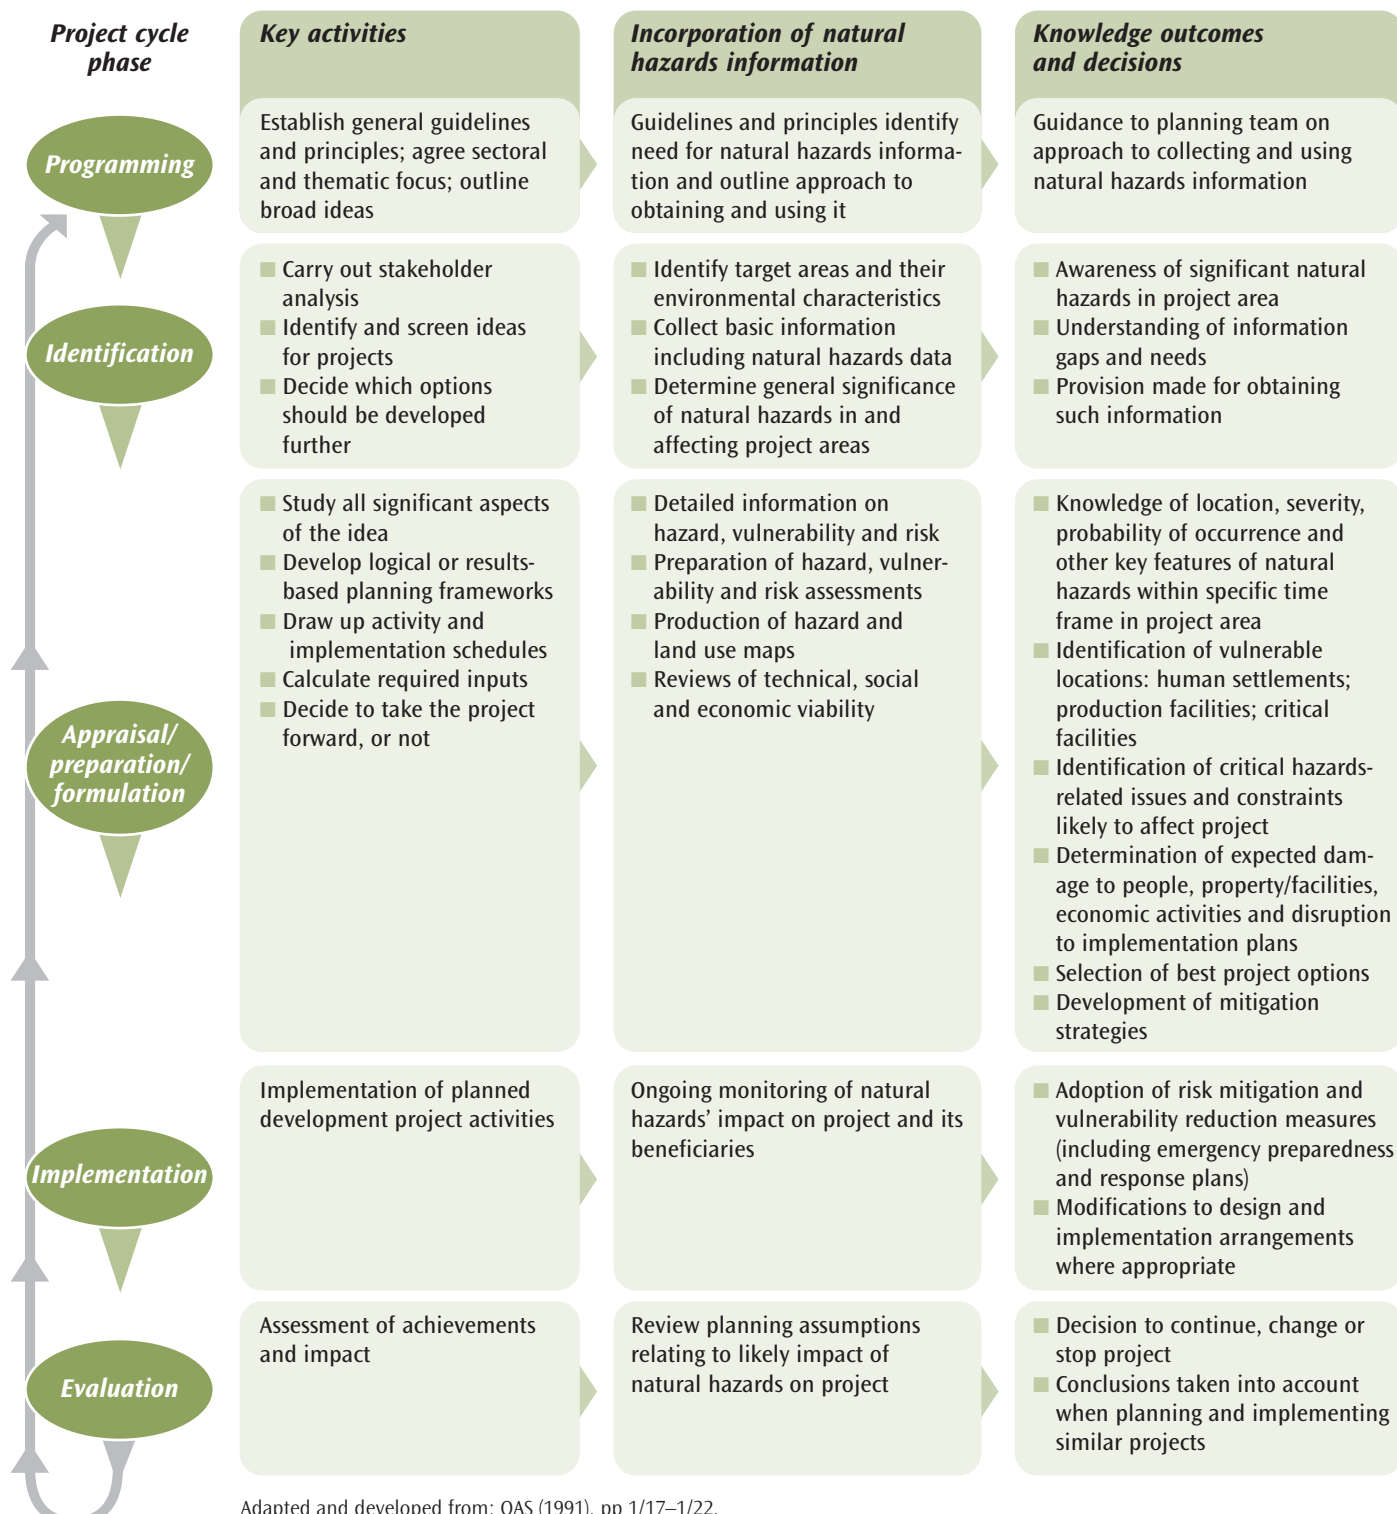 Project cycle
phase
Key activities
Incorporation of natural
hazards information
Knowledge outcomes
and decisions
Programming
Establish general guidelines
and principles; agree sectoral
and thematic focus; outline
broad ideas
Guidelines and principles identify
need for natural hazards informa-
tion and outline approach to
obtaining and using it
Guidance to planning team on
approach to collecting and using
natural hazards information
Identification
Carry out stakeholder
analysis
Identify and screen ideas
for projects
Decide which options
should be developed
further
Identify target areas and their
environmental characteristics
Collect basic information
including natural hazards data
Determine general significance
of natural hazards in and
affecting project areas
Awareness of significant natural
hazards in project area
Understanding of information
gaps and needs
Provision made for obtaining
such information
Appraisal/
preparation/
formulation
Study all significant aspects
of the idea
Develop logical or results-
based planning frameworks
Draw up activity and
implementation schedules
Calculate required inputs
Decide to take the project
forward, or not
Detailed information on
hazard, vulnerability and risk
Preparation of hazard, vulner-
ability and risk assessments
Production of hazard and
land use maps
Reviews of technical, social
and economic viability
Knowledge of location, severity,
probability of occurrence and
other key features of natural
hazards within specific time
frame in project area
Identification of vulnerable
locations: human settlements;
production facilities; critical
facilities
Identification of critical hazards-
related issues and constraints
likely to affect project
Determination of expected dam-
age to people, property/facilities,
economic activities and disruption
to implementation plans
Selection of best project options
Development of mitigation
strategies
Implementation
Implementation of planned
development project activities
Ongoing monitoring of natural
hazards’ impact on project and its
beneficiaries
Adoption of risk mitigation and
vulnerability reduction measures
(including emergency preparedness
and response plans)
Modifications to design and
implementation arrangements
where appropriate
Evaluation
Assessment of achievements
and impact
Review planning assumptions
relating to likely impact of
natural hazards on project
Decision to continue, change or
stop project
Conclusions taken into account
when planning and implementing
similar projects
Adapted and developed from: OAS (1991), pp 1/17–1/22.